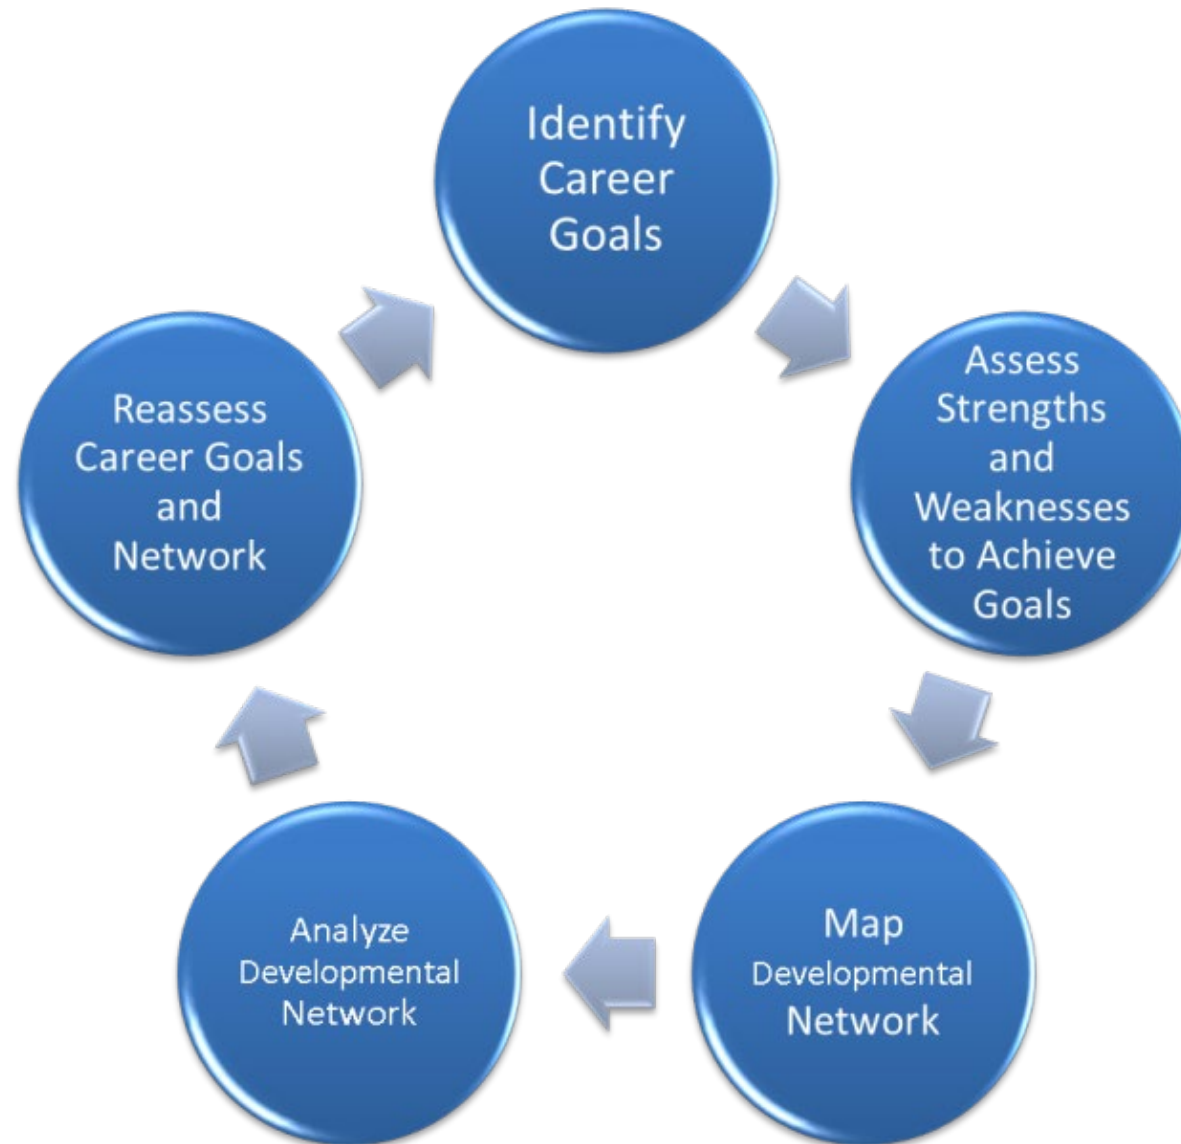 Identify
Career
Goals
Assess
Strengths
and
Weaknesses
to Achieve
Goals
Map
Developmental
Network
Analyze
Developmental
Network
Reassess
Career Goals
and
Network